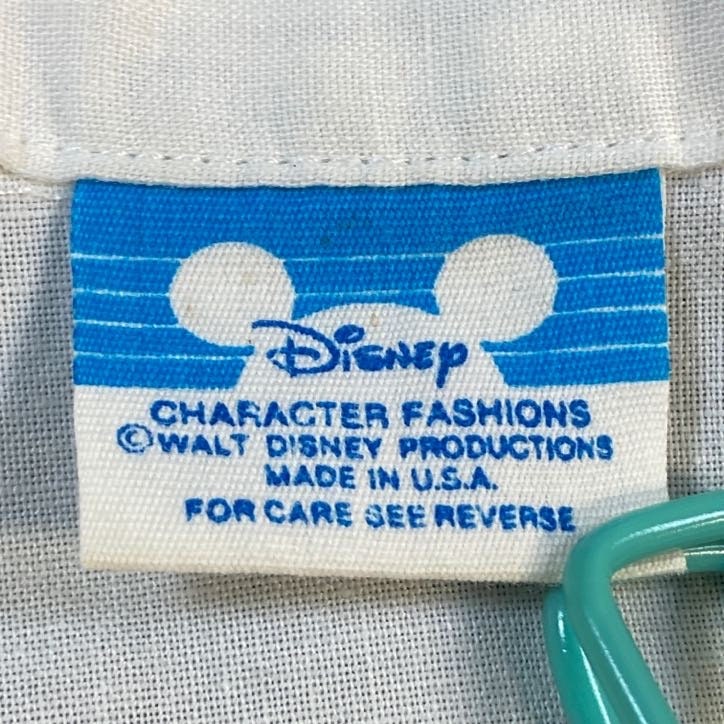 Disney
CHARACTER FASHIONS
©WALT DISNEY PRODUCTIONS
MADE IN U.S.A.
FOR CARE SEE REVERSE